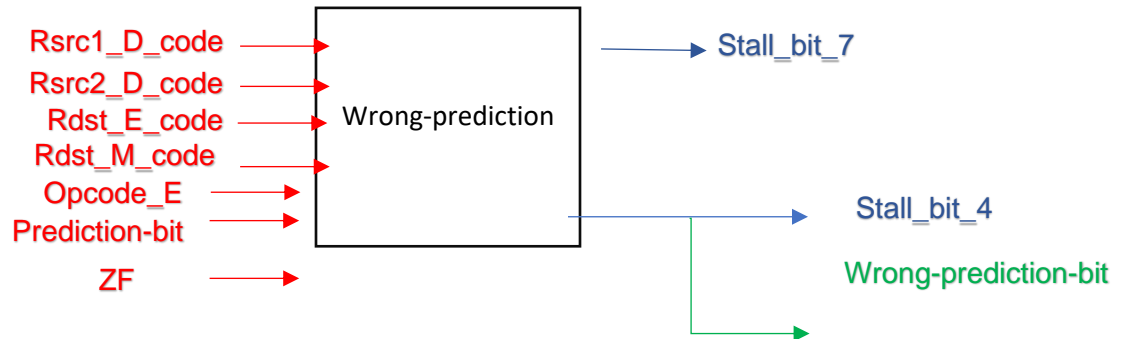 Rsrc1_D_code
Rsrc2_D_code
Rdst_E_code
Rdst_M_code
Opcode_E
Prediction-bit
ZF
Wrong-prediction
Stall_bit_7
Stall_bit_4
Wrong-prediction-bit